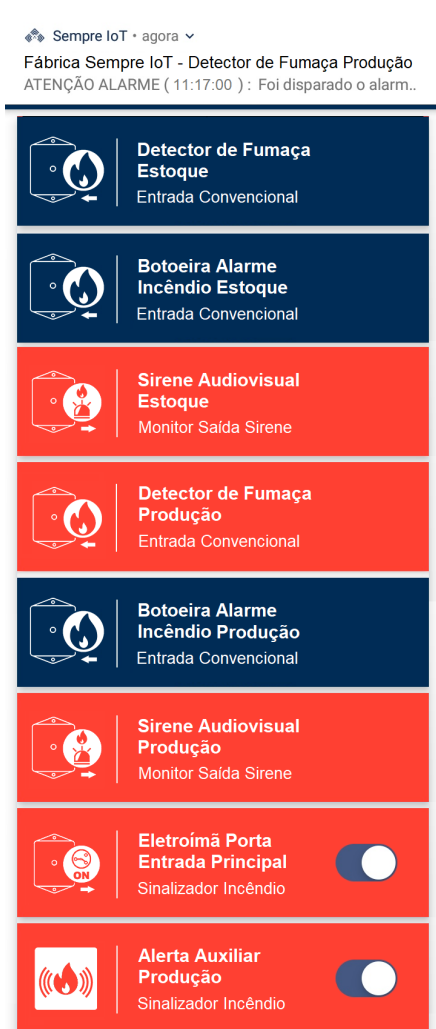 Sempre IoT • agora
Fábrica Sempre IoT - Detector de Fumaça Produção
ATENÇÃO ALARME ( 11:17:00 ) : Foi disparado o alarm..
Detector de Fumaça
Estoque
Entrada Convencional
Botoeira Alarme
Incêndio Estoque
Entrada Convencional
Sirene Audiovisual
Estoque
Monitor Saída Sirene
Detector de Fumaça
Produção
Entrada Convencional
Botoeira Alarme
Incêndio Produção
Entrada Convencional
Sirene Audiovisual
Produção
Monitor Saída Sirene
ON
Eletroímã Porta
Entrada Principal
Sinalizador Incêndio
Alerta Auxiliar
Produção
Sinalizador Incêndio